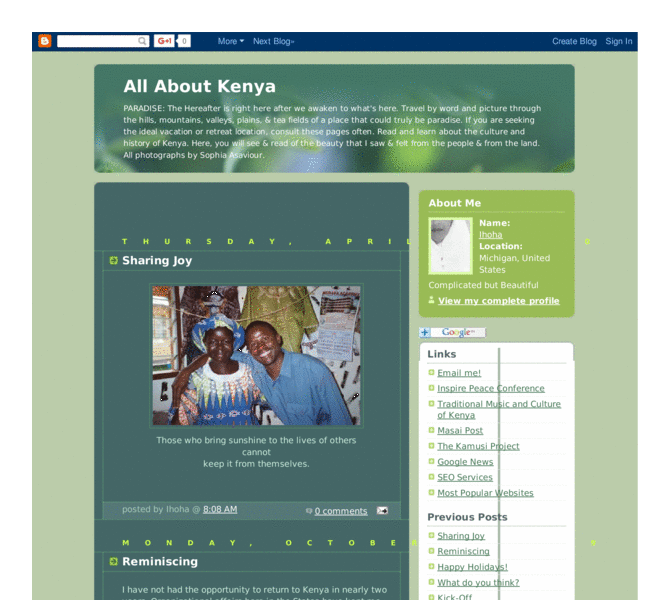 0
More
Next Blog»
Create Blog
Sign In
All About Kenya
PARADISE: The Hereafter is right here after we awaken to what's here. Travel by word and picture through
the hills, mountains, valleys, plains, & tea fields of a place that could truly be paradise. If you are seeking
the ideal vacation or retreat location, consult these pages often. Read and learn about the culture and
history of Kenya. Here, you will see & read of the beauty that I saw & felt from the people & from the land.
All photographs by Sophia Asaviour.
THURSDAY, APRIL
Sharing Joy
Those who bring sunshine to the lives of others
cannot
keep it from themselves.
posted by Ihoha @ 8:08 AM
0 comments
MONDAY, OCTOBE
Reminiscing
I have not had the opportunity to return to Kenya in nearly two
About Me
Name:
Ihoha
Location:
Michigan, United
States
Complicated but Beautiful
View my complete profile
Google
Links
Email me!
Inspire Peace Conference
Traditional Music and Culture
of Kenya
Masai Post
The Kamusi Project
Google News
SEO Services
Most Popular Websites
Previous Posts
Sharing Joy
Reminiscing
Happy Holidays!
What do you think?
Kick-Off